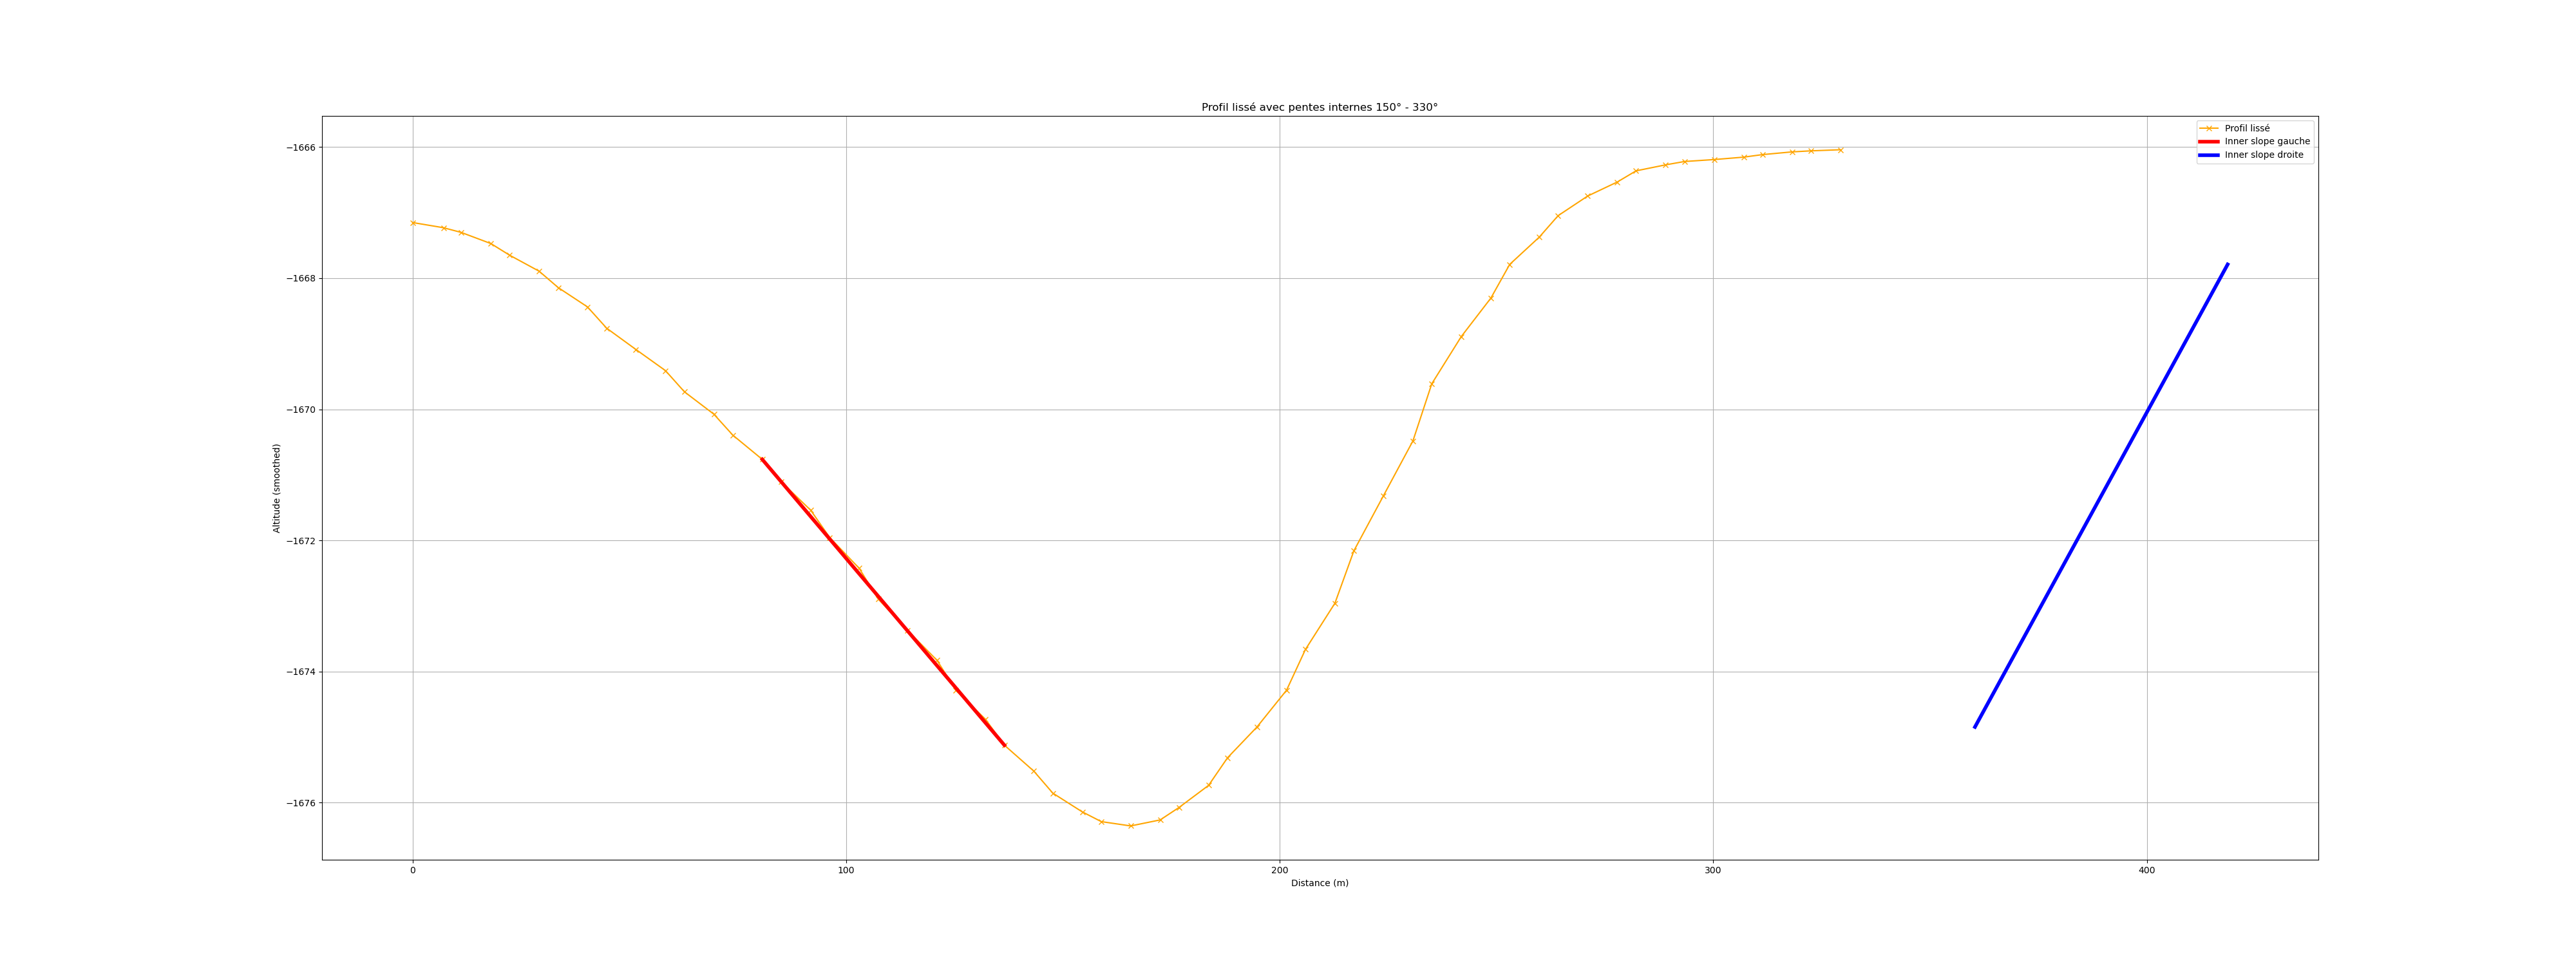 Profil lissé avec pentes internes 150° - 330°
Profil lissé
Inner slope gauche
Inner slope droite
Altitude (smoothed)
−1666
−1668
−1670
−1672
−1674
−1676
0
100
200
300
400
Distance (m)